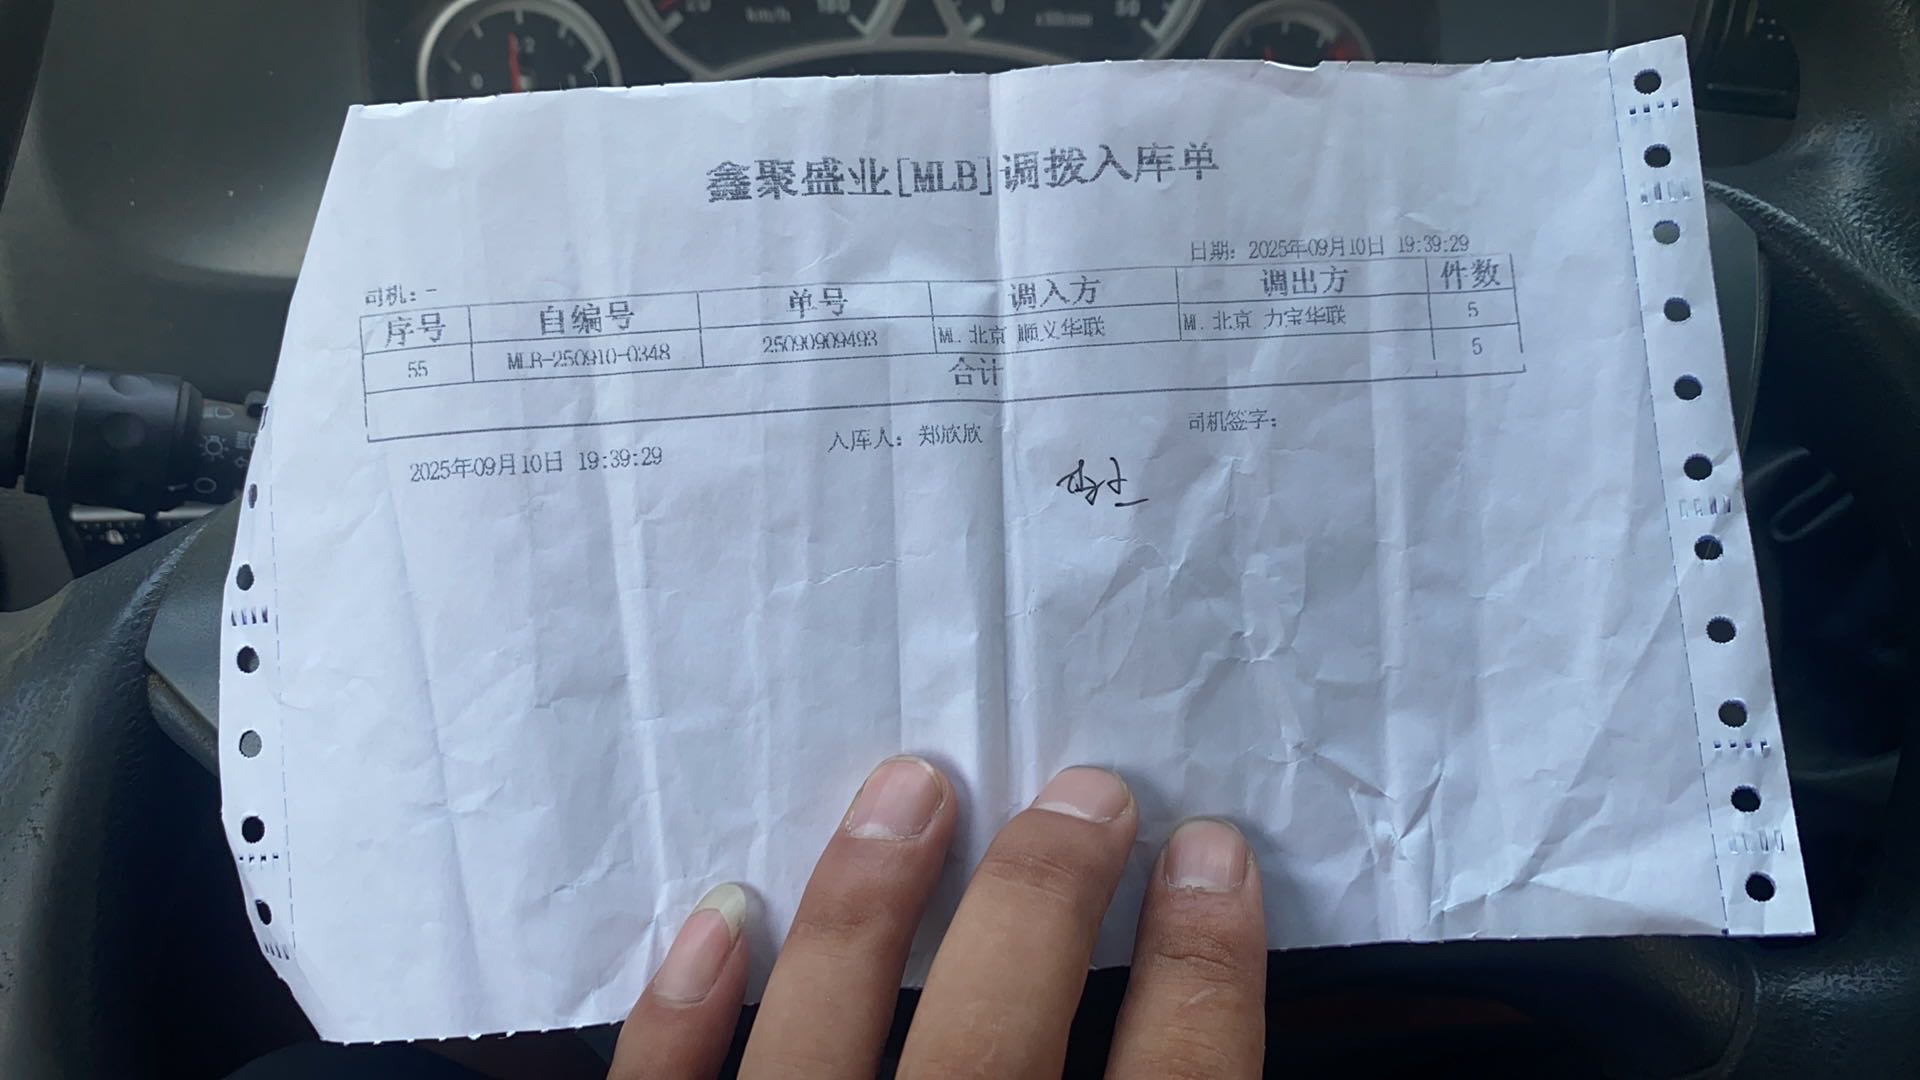 鑫聚盛业[MLB]调拨入库单
司机：-
日期：2025年09月10日 19:39:29
序号 自编号 单号 调入方 调出方 件数
55 MLB-250910-0348 25090909493 ML.北京 顺义华联 ML.北京 力宝华联 5
合计 5
2025年09月10日 19:39:29 入库人：郑欣欣 司机签字：